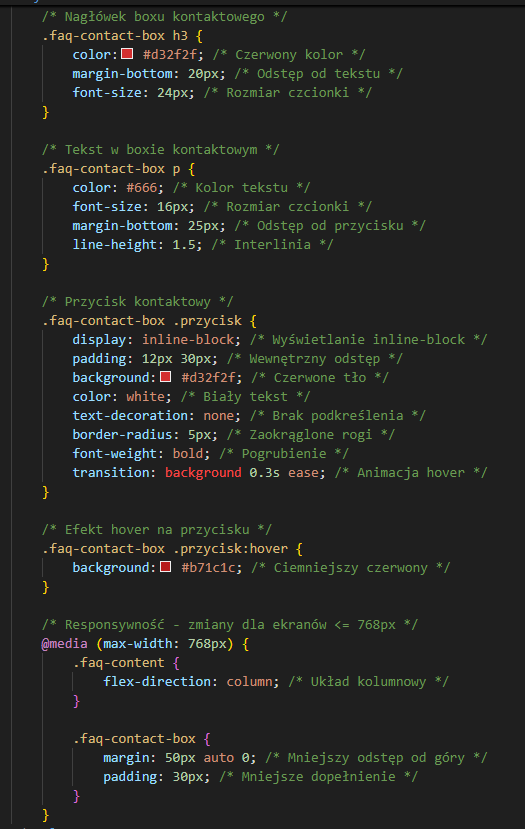 /* Nagłówek boxu kontaktowego */
.faq-contact-box h3 {
color: #d32f2f; /* Czerwony kolor */
margin-bottom: 20px; /* Odstęp od tekstu */
font-size: 24px; /* Rozmiar czcionki */
}
/* Tekst w boxie kontaktowym */
.faq-contact-box p {
color: #666; /* Kolor tekstu */
font-size: 16px; /* Rozmiar czcionki */
margin-bottom: 25px; /* Odstęp od przycisku */
line-height: 1.5; /* Interlinia */
}
/* Przycisk kontaktowy */
.faq-contact-box .przycisk {
display: inline-block; /* Wyświetlanie inline-block */
padding: 12px 30px; /* Wewnętrzny odstęp */
background: #d32f2f; /* Czerwone tło */
color: white; /* Biały tekst */
text-decoration: none; /* Brak podkreślenia */
border-radius: 5px; /* Zaokrąglone rogi */
font-weight: bold; /* Pogrubienie */
transition: background 0.3s ease; /* Animacja hover */
}
/* Efekt hover na przycisku */
.faq-contact-box .przycisk:hover {
background: #b71c1c; /* Ciemniejszy czerwony */
}
/* Responsywność - zmiany dla ekranów <= 768px */
@media (max-width: 768px) {
.faq-content {
flex-direction: column; /* Układ kolumnowy */
}
.faq-contact-box {
margin: 50px auto 0; /* Mniejszy odstęp od góry */
padding: 30px; /* Mniejsze dopełnienie */
}
}